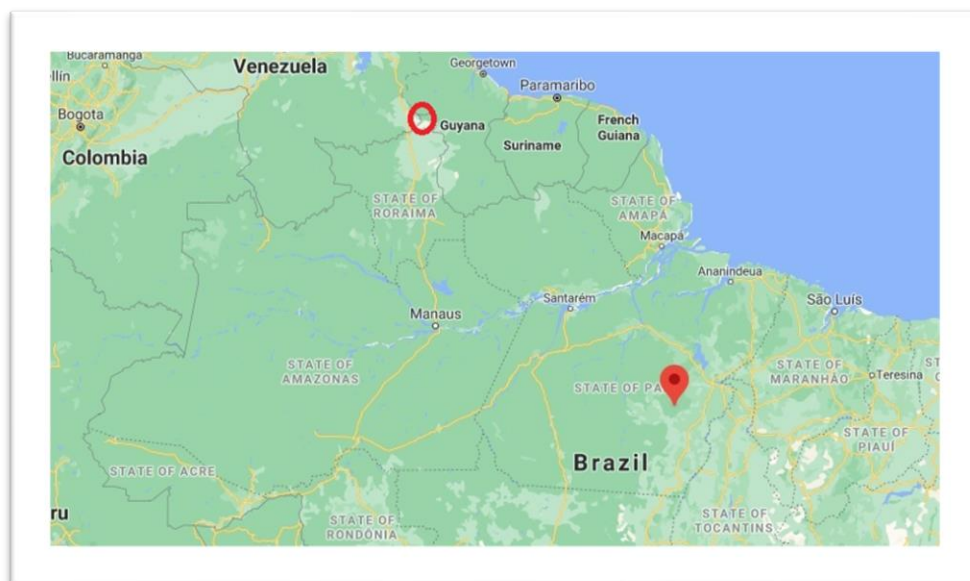 Bucaramanga
llín
Venezuela
Georgetown
Paramaribo
Bogota
Guyana
French
Guiana
Suriname
Colombia
STATE OF
RORAIMA
STATE OF
AMAPÁ
Macapá
Ananindeua
Santarém
São Luís
Manaus
STATE OF
AMAZONAS
STATE OF PA
STATE OF
MARANHÃO
ST
Teresina
STATE OF
PIAUÍ
Brazil
STATE OF ACRE
ru
STATE OF
RONDÔNIA
STATE OF
TOCANTINS